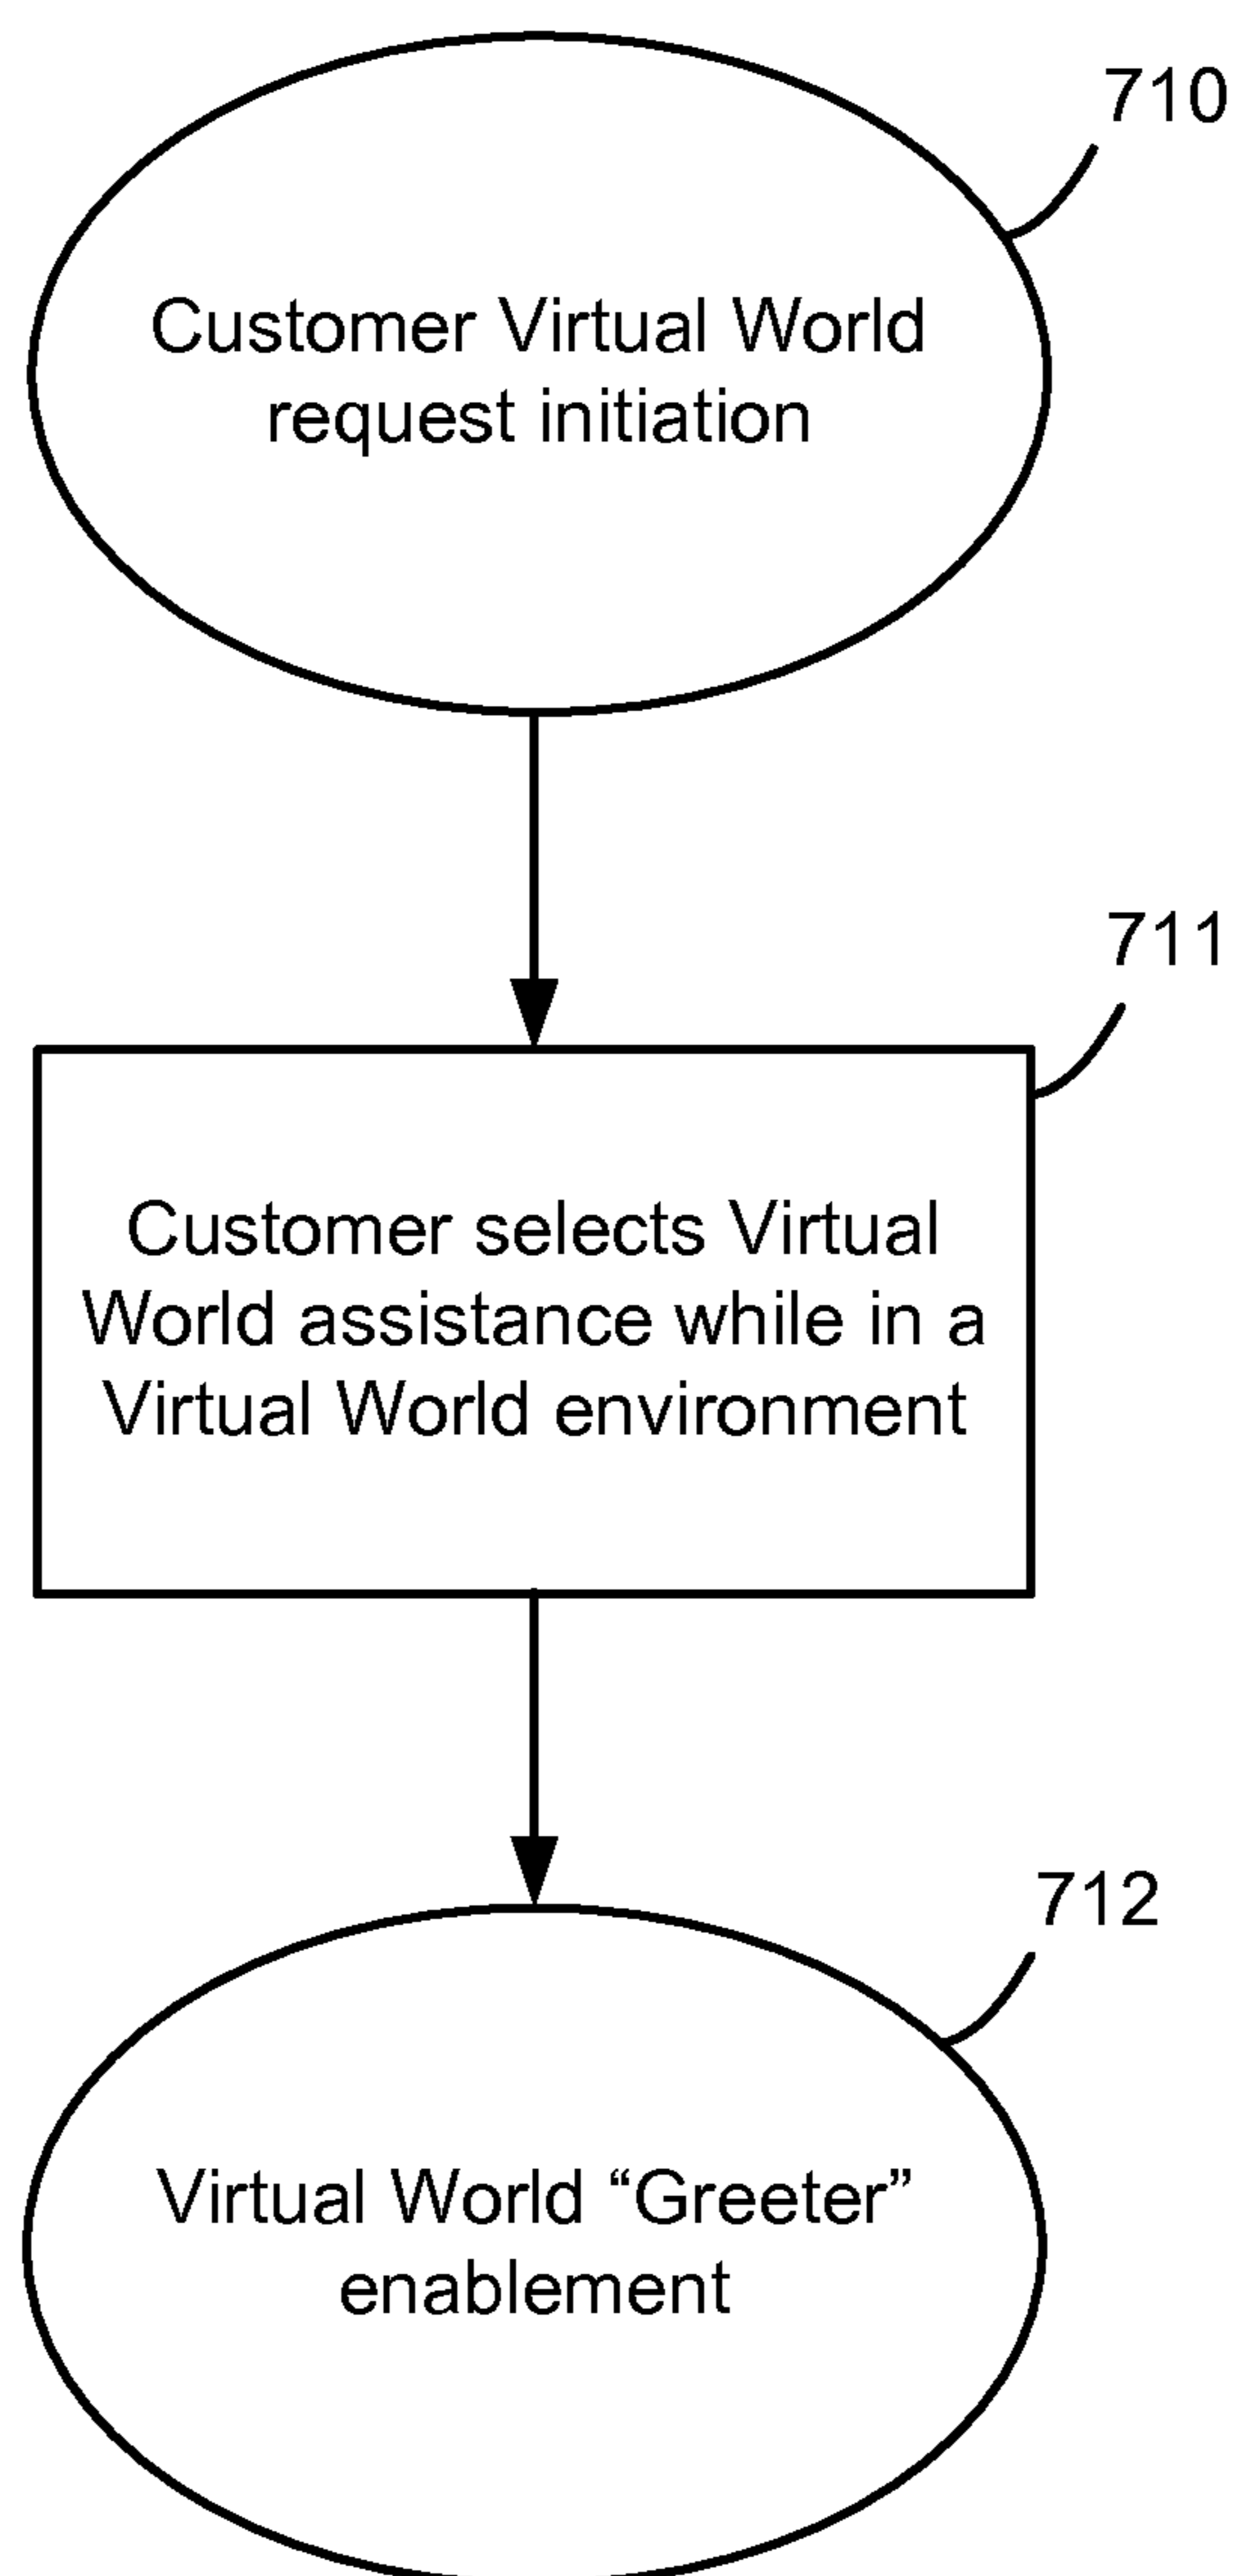 710
Customer Virtual World
request initiation
711
Customer selects Virtual
World assistance while in a
Virtual World environment
712
Virtual World “Greeter”
enablement